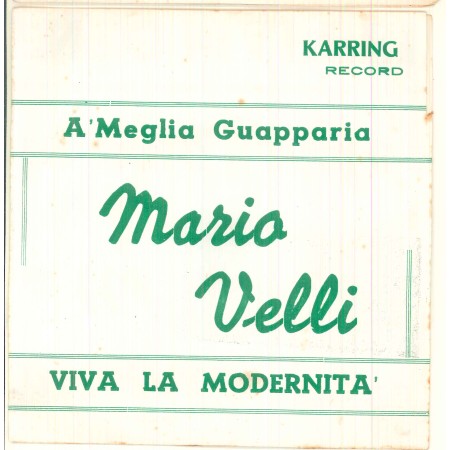 KARRING
RECORD
A'Meglia Guapparia
Mario
Velli
VIVA LA MODERNITA'